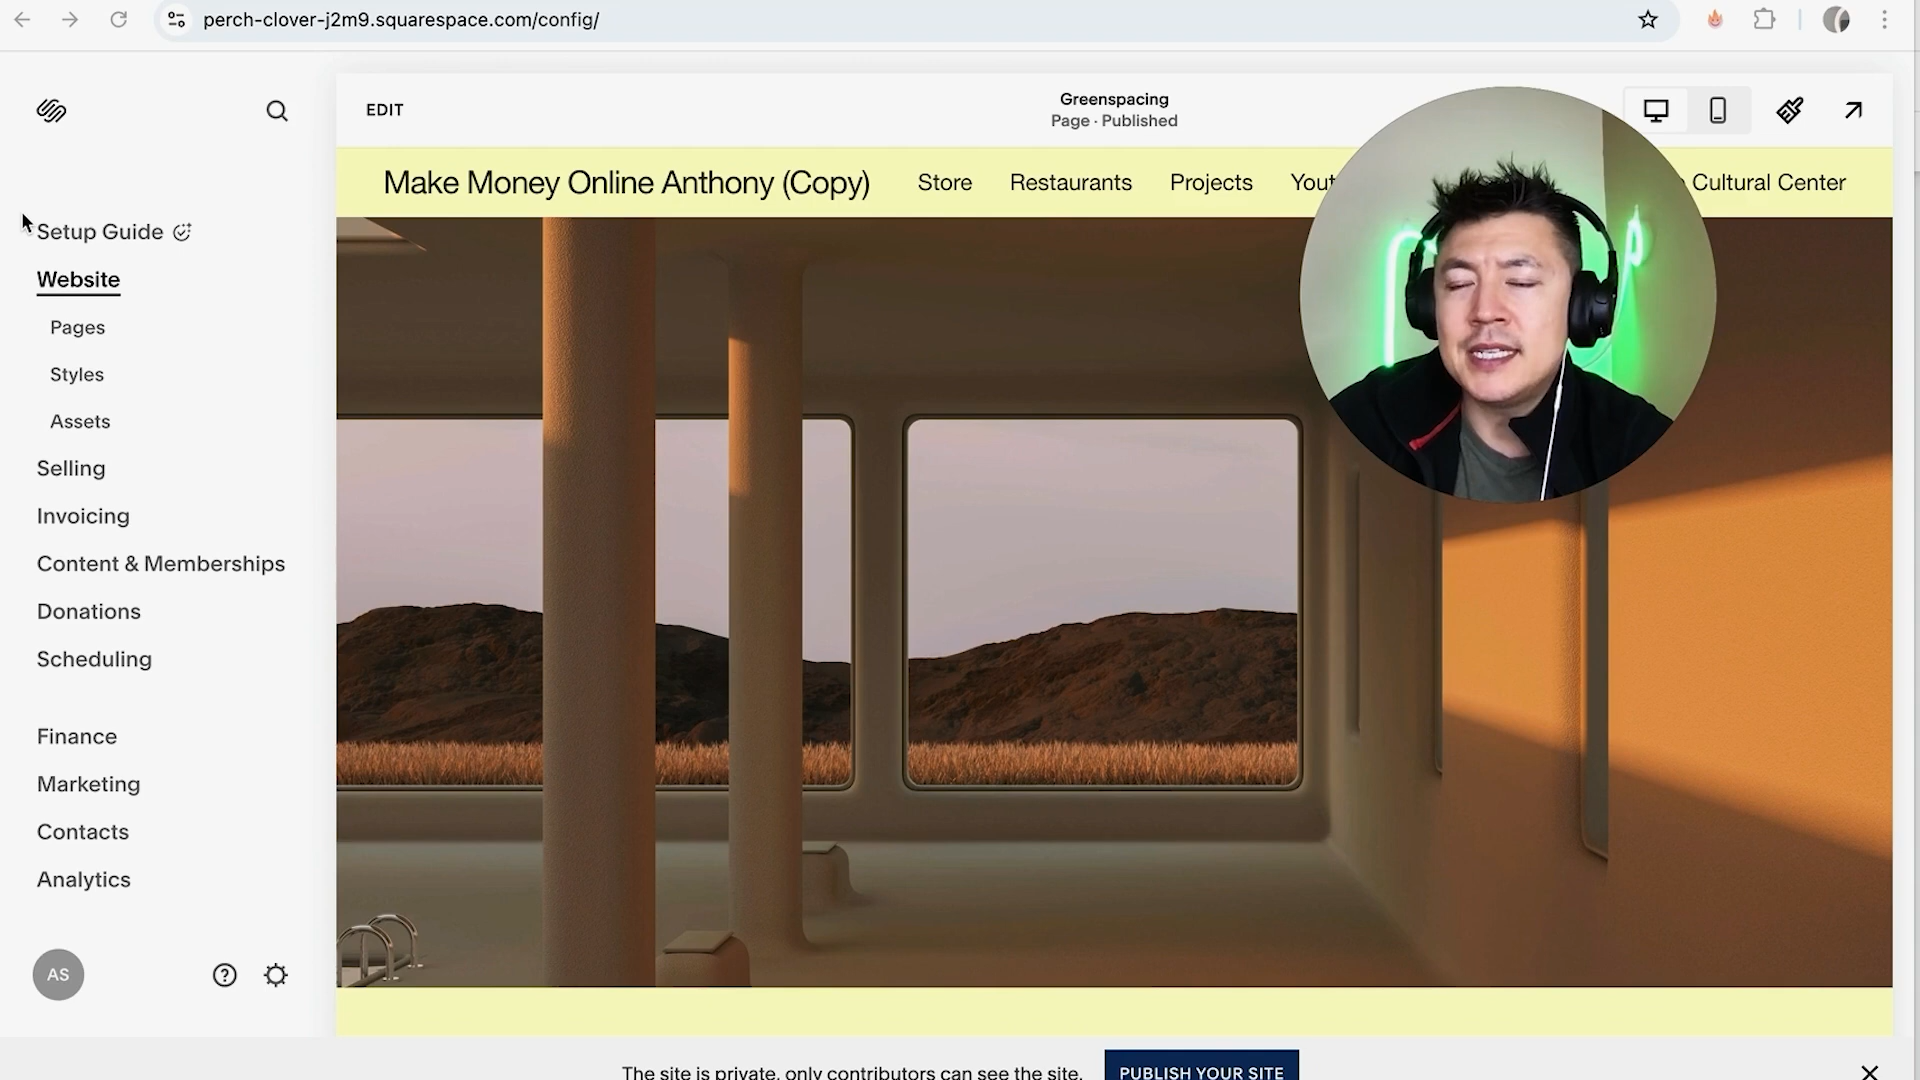 perch-clover-j2m9.squarespace.com/config/
EDIT
Greenspacing
Page · Published
Make Money Online Anthony (Copy)
Store
Restaurants
Projects
Cultural Center
Setup Guide
Website
Pages
Styles
Assets
Selling
Invoicing
Content & Memberships
Donations
Scheduling
Finance
Marketing
Contacts
Analytics
AS
The site is private, only contributors can see the site.
PUBLISH YOUR SITE